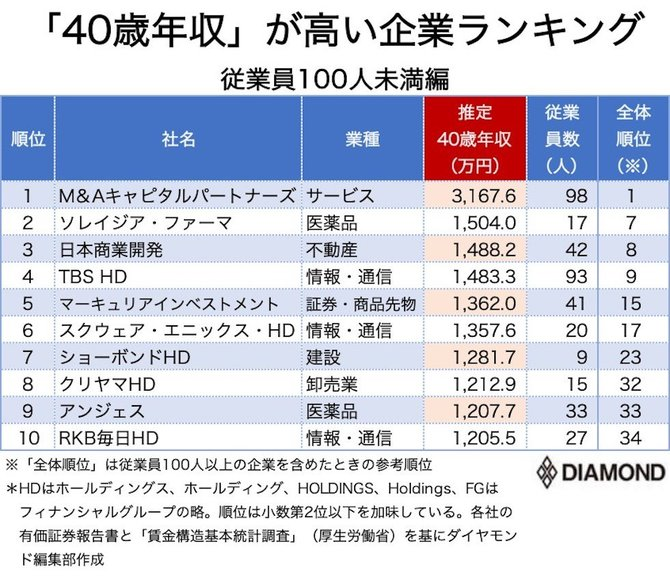 「40歳年収」が高い企業ランキング
従業員100人未満編
順位 社名 業種 推定40歳年収(万円) 従業員数(人) 全体順位(※)
1 M&Aキャピタルパートナーズ サービス 3,167.6 98 1
2 ソレイジア・ファーマ 医薬品 1,504.0 17 7
3 日本商業開発 不動産 1,488.2 42 8
4 TBS HD 情報・通信 1,483.3 93 9
5 マーキュリアインベストメント 証券・商品先物 1,362.0 41 15
6 スクウェア・エニックス・HD 情報・通信 1,357.6 20 17
7 ショーボンドHD 建設 1,281.7 9 23
8 クリヤマHD 卸売業 1,212.9 15 32
9 アンジェス 医薬品 1,207.7 33 33
10 RKB毎日HD 情報・通信 1,205.5 27 34
※「全体順位」は従業員100人以上の企業を含めたときの参考順位
DIAMOND
＊HDはホールディングス、ホールディング、HOLDINGS、Holdings、FGは
フィナンシャルグループの略。順位は小数第2位以下を加味している。各社の
有価証券報告書と「賃金構造基本統計調査」（厚生労働省）を基にダイヤモン
ド編集部作成